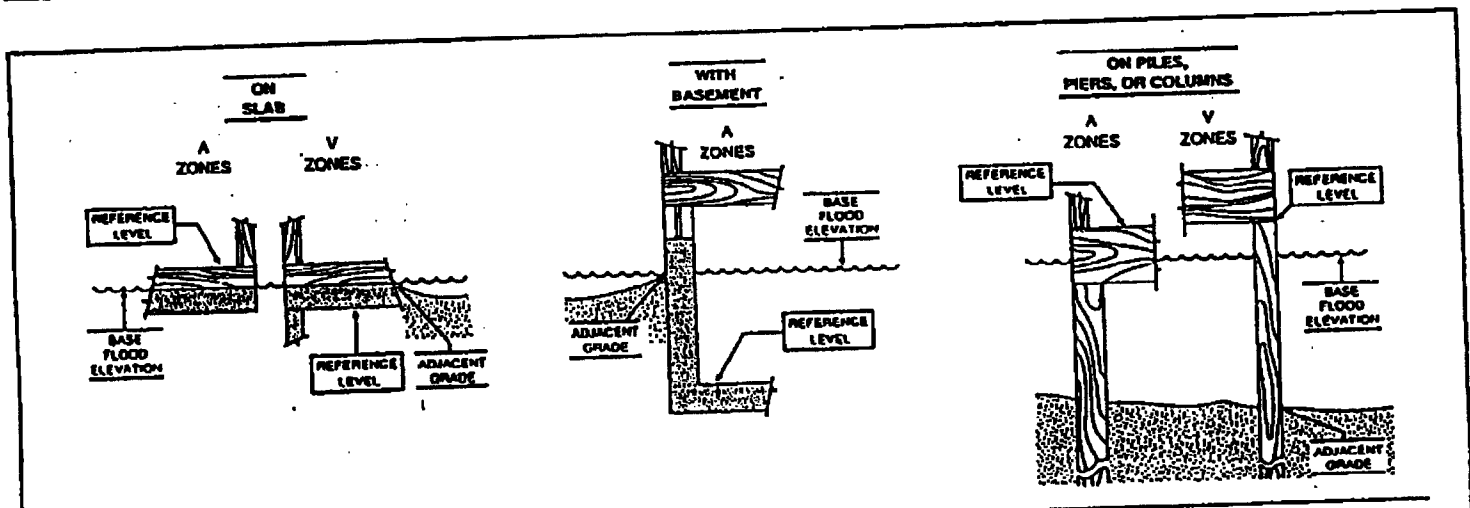 ON
SLAB
A
ZONES
V
ZONES
REFERENCE
LEVEL
BASE
FLOOD
ELEVATION
REFERENCE
LEVEL
ADJACENT
GRADE
WITH
BASEMENT
A
ZONES
BASE
FLOOD
ELEVATION
ADJACENT
GRADE
REFERENCE
LEVEL
ON PILES,
PIERS, OR COLUMNS
A
ZONES
V
ZONES
REFERENCE
LEVEL
REFERENCE
LEVEL
BASE
FLOOD
ELEVATION
ADJACENT
GRADE